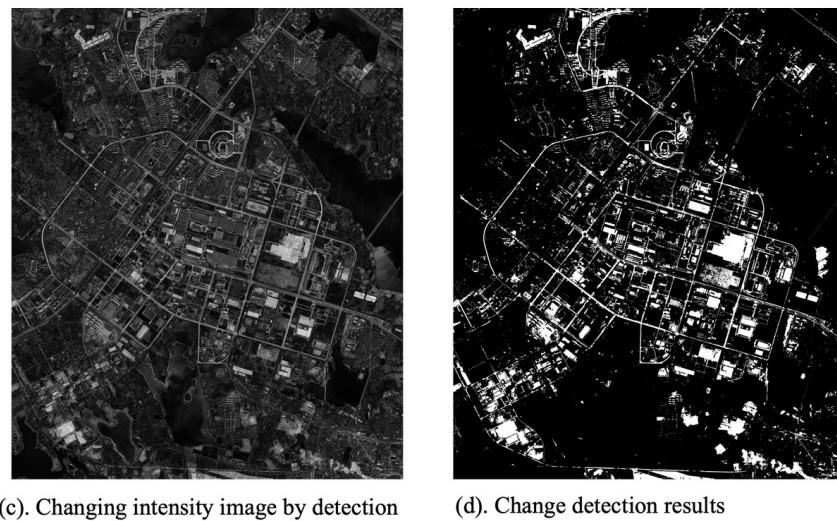 (c). Changing intensity image by detection
(d). Change detection results